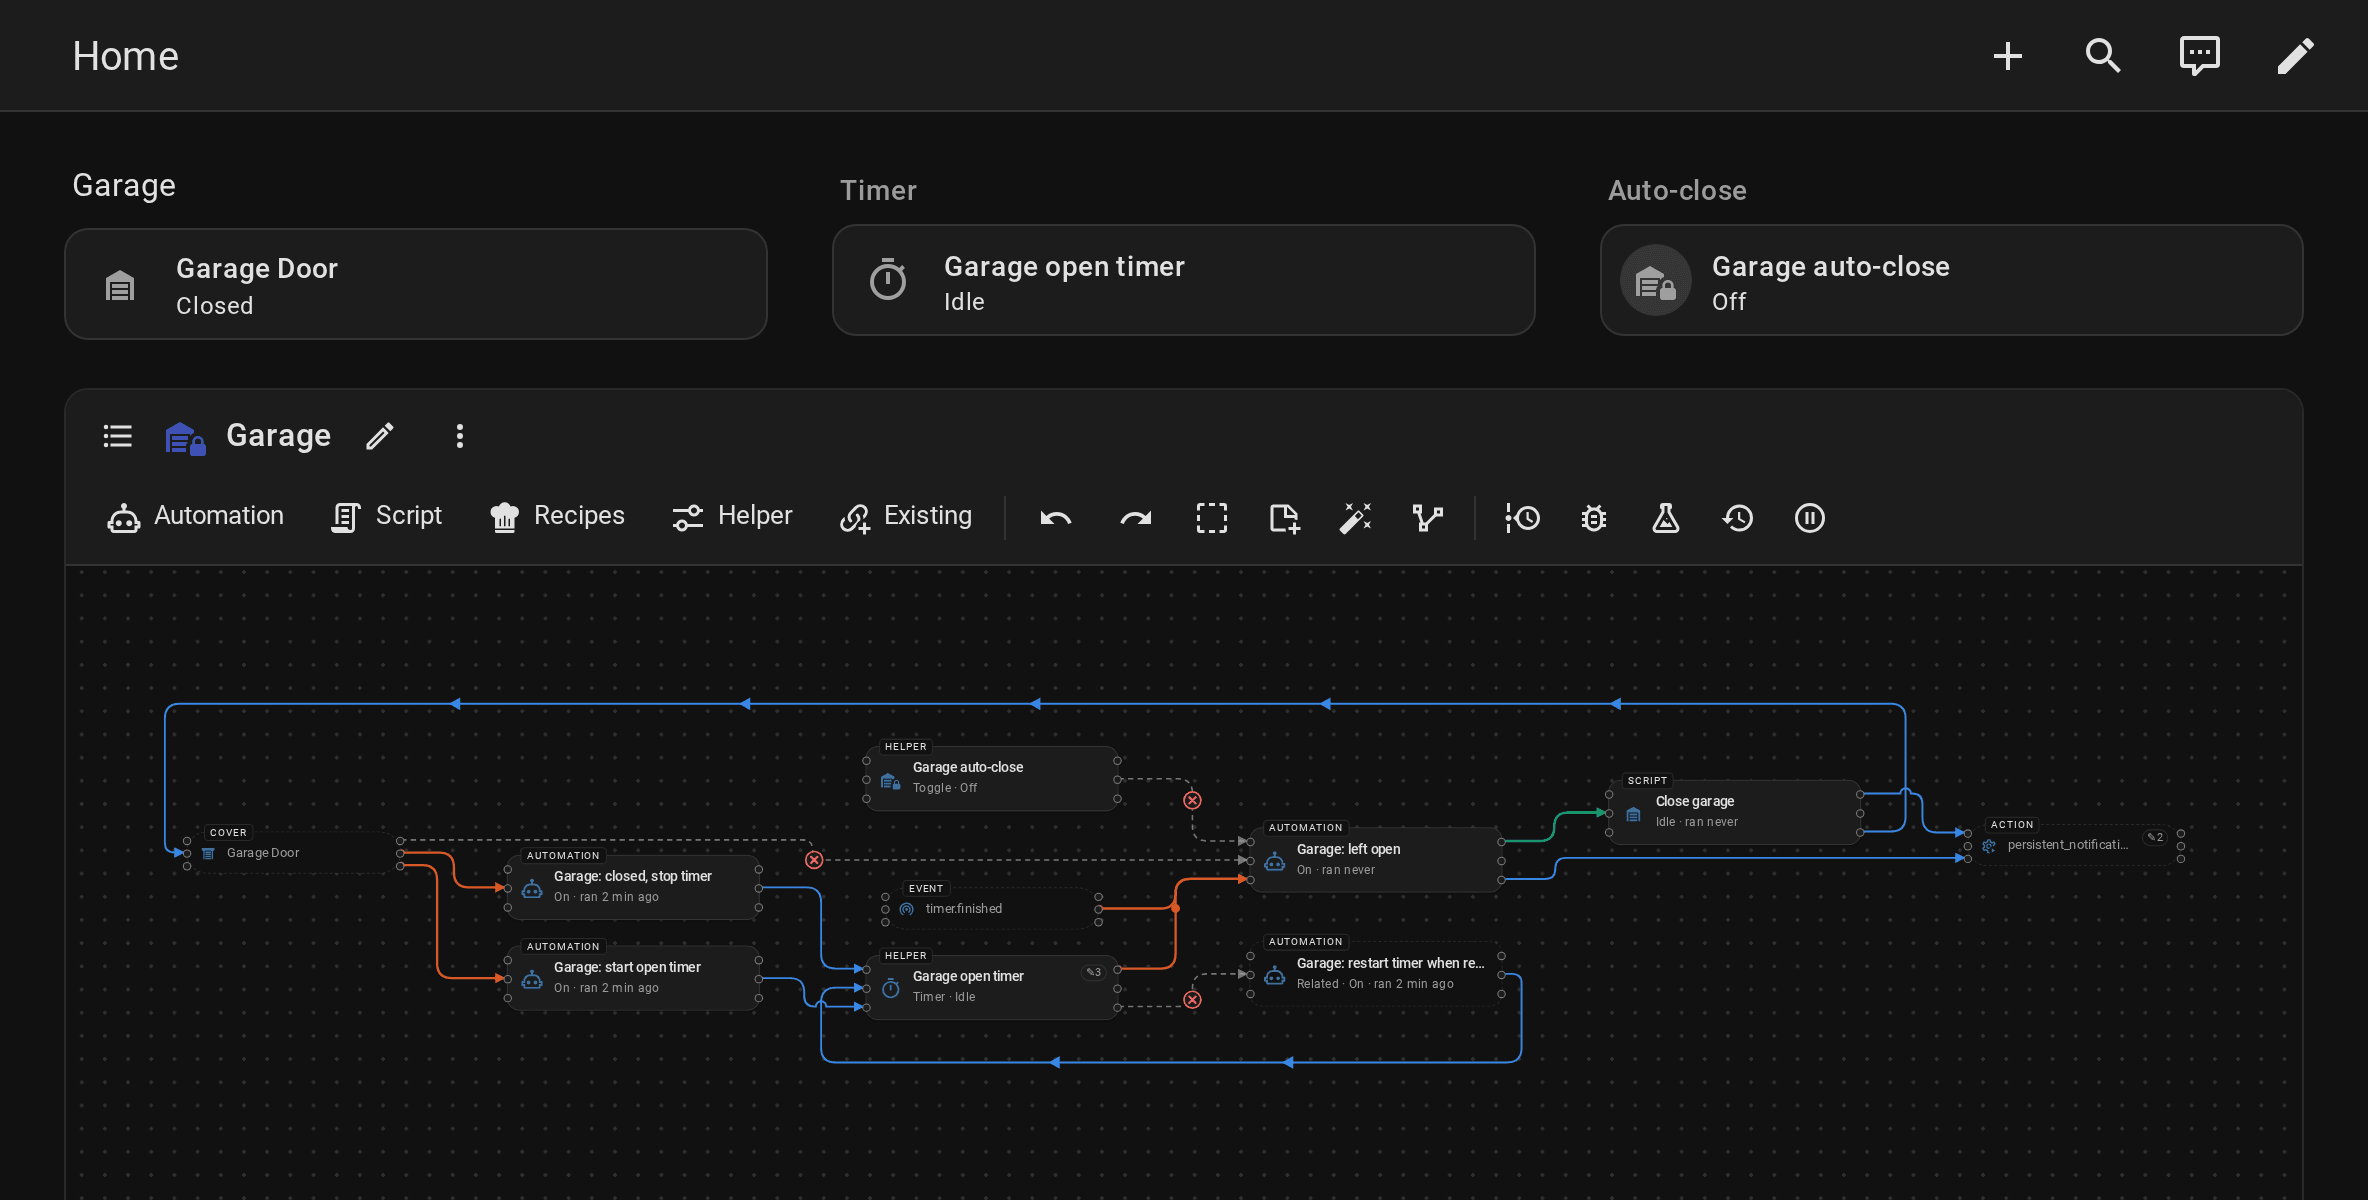 Home
Garage
Timer
Auto-close
Garage Door
Closed
Garage open timer
Idle
Garage auto-close
Off
Garage
Automation
Script
Recipes
Helper
Existing
HELPER
Garage auto-close
Toggle · Off
SCRIPT
Close garage
Idle · ran never
COVER
Garage Door
AUTOMATION
Garage: left open
On · ran never
ACTION
persistent_notificati...
2
AUTOMATION
Garage: closed, stop timer
On · ran 2 min ago
EVENT
timer.finished
AUTOMATION
Garage: start open timer
On · ran 2 min ago
HELPER
Garage open timer
3
Timer · Idle
AUTOMATION
Garage: restart timer when re...
Related · On · ran 2 min ago